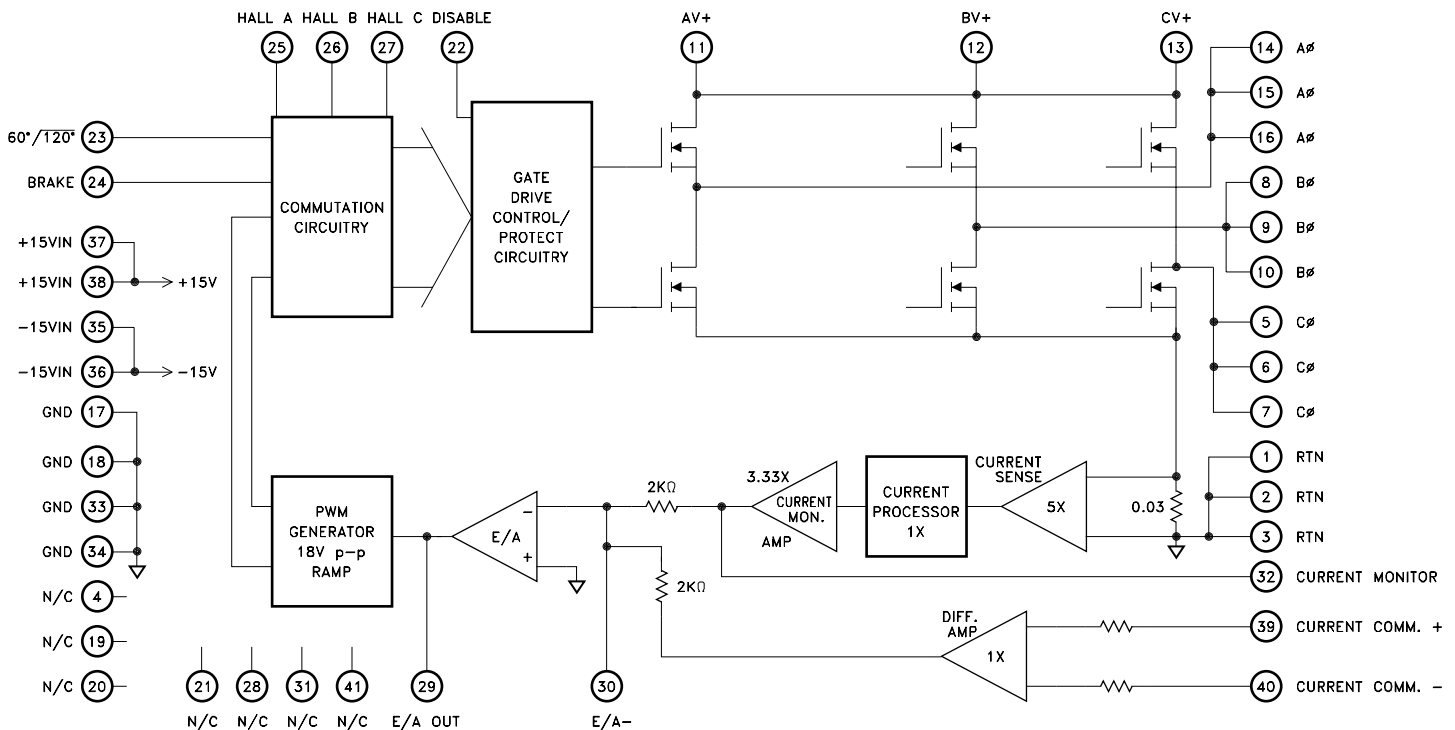 HALL A HALL B HALL C DISABLE
25 26 27 22
AV+ BV+ CV+
11 12 13
14 AØ
15 AØ
16 AØ
8 BØ
9 BØ
10 BØ
5 CØ
6 CØ
7 CØ
1 RTN
2 RTN
3 RTN
32 CURRENT MONITOR
39 CURRENT COMM. +
40 CURRENT COMM. -
60°/120° 23
BRAKE 24
+15VIN 37
+15VIN 38 +15V
-15VIN 35
-15VIN 36 -15V
GND 17
GND 18
GND 33
GND 34
N/C 4
N/C 19
N/C 20
COMMUTATION
CIRCUITRY
GATE
DRIVE
CONTROL/
PROTECT
CIRCUITRY
PWM
GENERATOR
18V p-p
RAMP
E/A
-
+
2KΩ
2KΩ
3.33X
CURRENT
MON.
AMP
CURRENT
PROCESSOR
1X
CURRENT
SENSE
5X
0.03
DIFF.
AMP
1X
21 28 31 41 29 30
N/C N/C N/C N/C E/A OUT E/A-